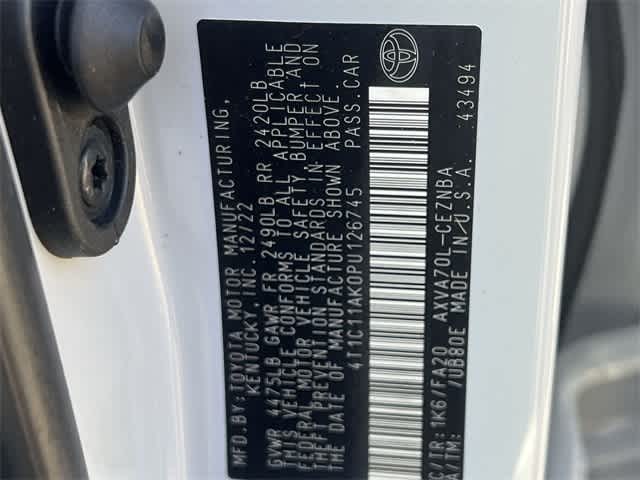 MFD.BY:TOYOTA MOTOR MANUFACTURING,
KENTUCKY, INC. 12/22
GVWR 4475LB GAWR FR 2490LB RR 2420LB
THIS VEHICLE CONFORMS TO ALL APPLICABLE
FEDERAL MOTOR VEHICLE SAFETY, BUMPER AND
THEFT PREVENTION STANDARDS IN EFFECT ON
THE DATE OF MANUFACTURE SHOWN ABOVE.
4T1C11AK0PU126745 PASS.CAR
C/TR: 1K6/FA20 AXVA70L-CEZNBA
A/TM: /UB80E MADE IN U.S.A. 43494